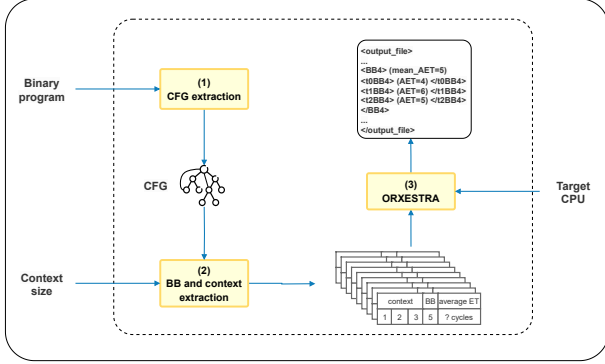 Binary
program
(1)
CFG extraction
CFG
Context
size
(2)
BB and context
extraction
<output_file>
...
<BB4> (mean_AET=5)
<t0BB4> (AET=4) </t0BB4>
<t1BB4> (AET=6) </t1BB4>
<t2BB4> (AET=5) </t2BB4>
</BB4>
...
</output_file>
(3)
ORXESTRA
Target
CPU
context BB average ET
1 2 3 5 ? cycles